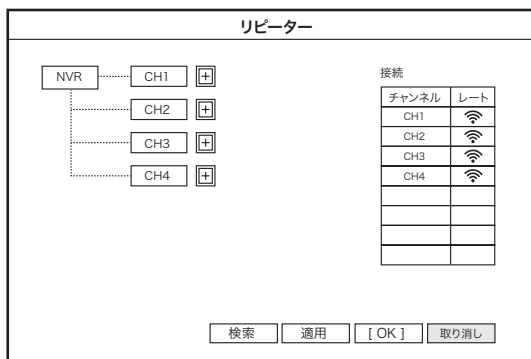 リピーター
NVR CH1 +
CH2 +
CH3 +
CH4 +
接続
チャンネル レート
CH1
CH2
CH3
CH4
検索 適用 [ OK ] 取り消し